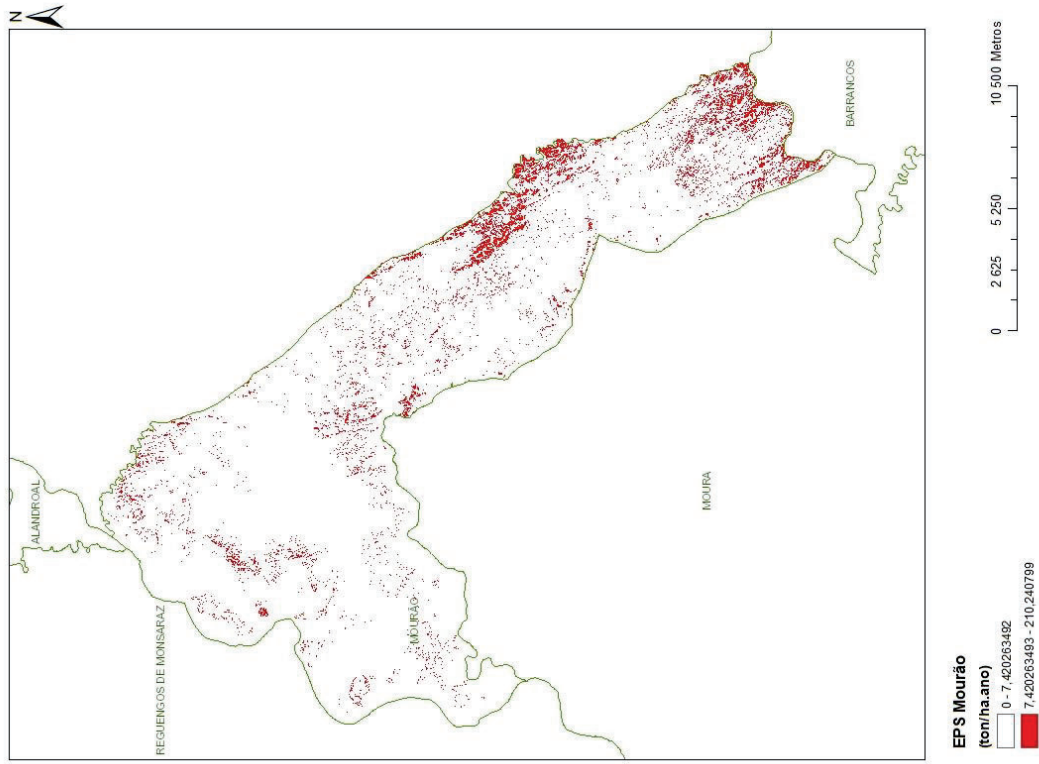 N
ALANDROAL
REGUENGOS DE MONSARAZ
MOURÃO
MOURA
BARRANCOS
EPS Mourão
(ton/ha.ano)
0 - 7,420263492
7,420263493 - 210,240799
0 2 625 5 250 10 500 Metros